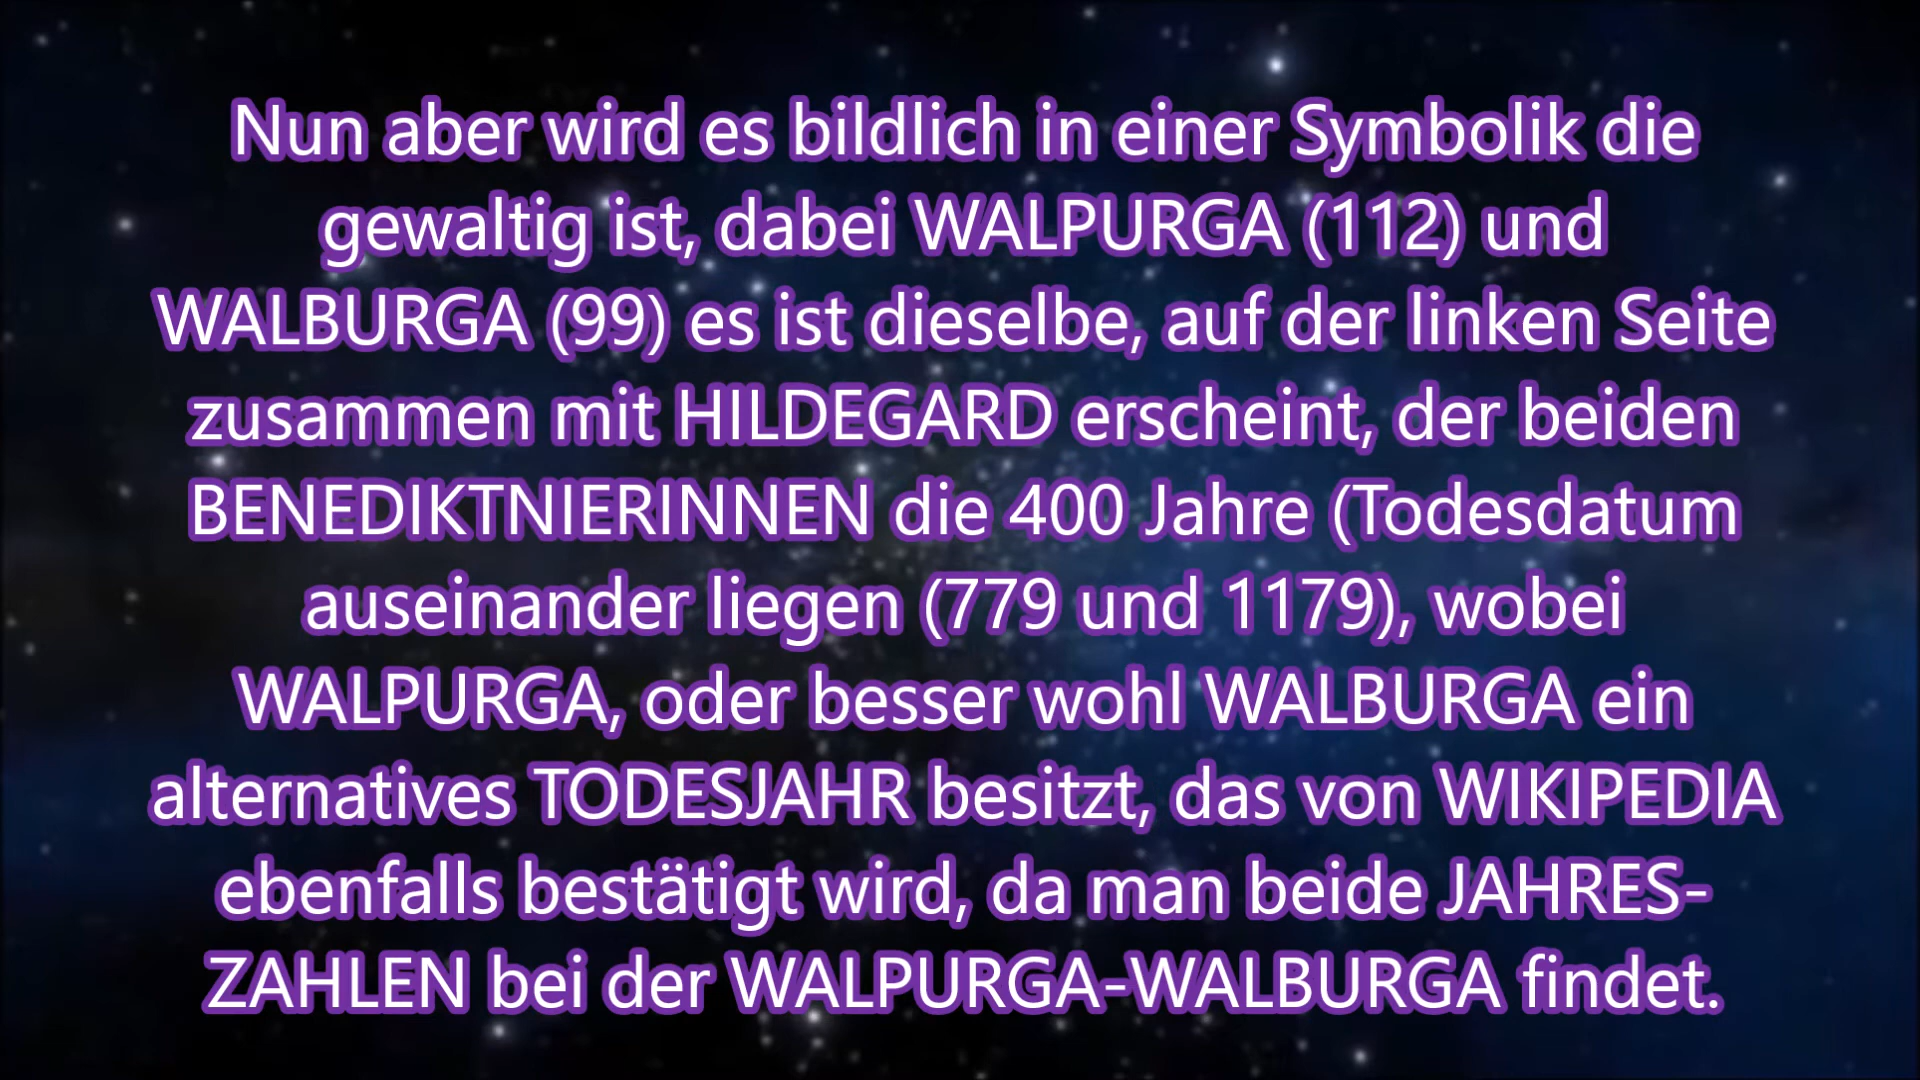 Nun aber wird es bildlich in einer Symbolik die
gewaltig ist, dabei WALPURGA (112) und
WALBURGA (99) es ist dieselbe, auf der linken Seite
zusammen mit HILDEGARD erscheint, der beiden
BENEDIKTNIERINNEN die 400 Jahre (Todesdatum
auseinander liegen (779 und 1179), wobei
WALPURGA, oder besser wohl WALBURGA ein
alternatives TODESJAHR besitzt, das von WIKIPEDIA
ebenfalls bestätigt wird, da man beide JAHRES-
ZAHLEN bei der WALPURGA-WALBURGA findet.